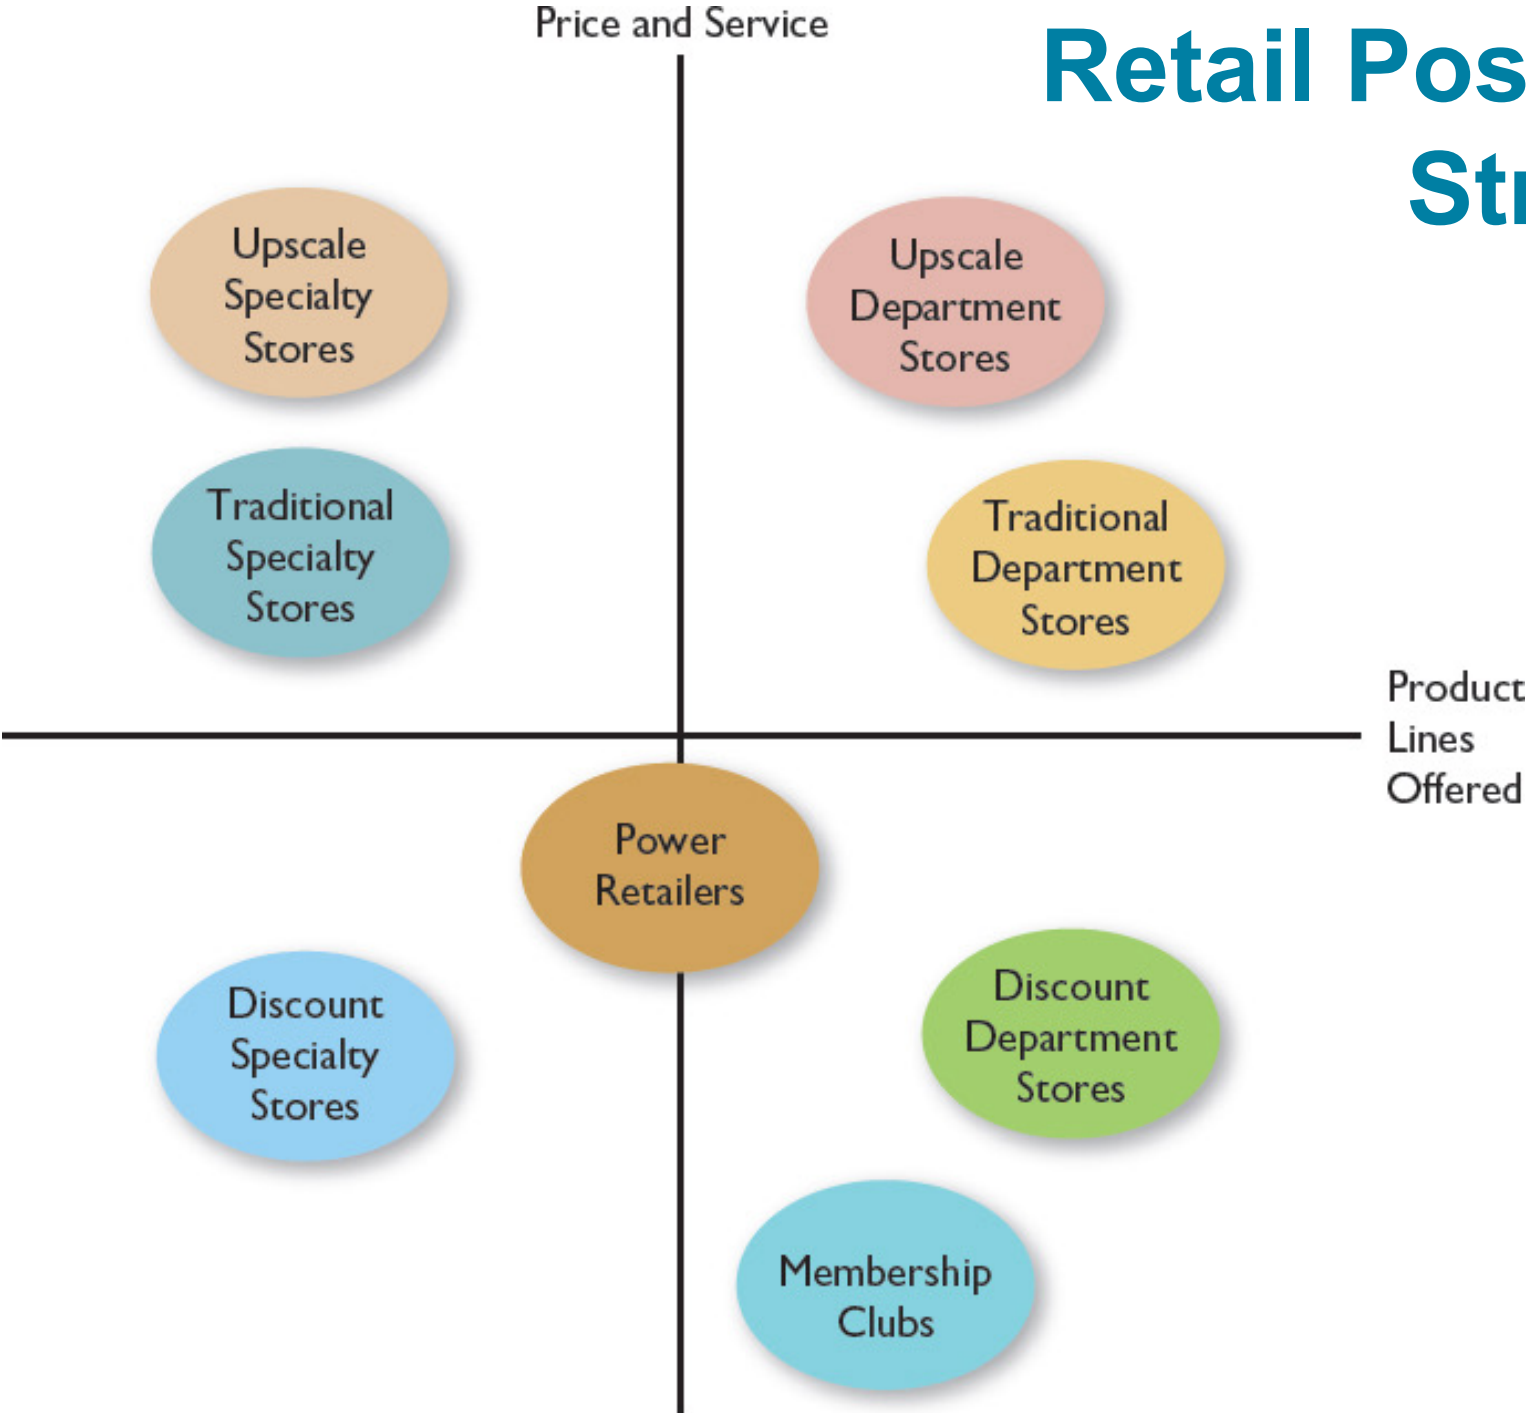 Price and Service
Retail Pos
Str
Upscale
Specialty
Stores
Upscale
Department
Stores
Traditional
Specialty
Stores
Traditional
Department
Stores
Product
Lines
Offered
Power
Retailers
Discount
Specialty
Stores
Discount
Department
Stores
Membership
Clubs